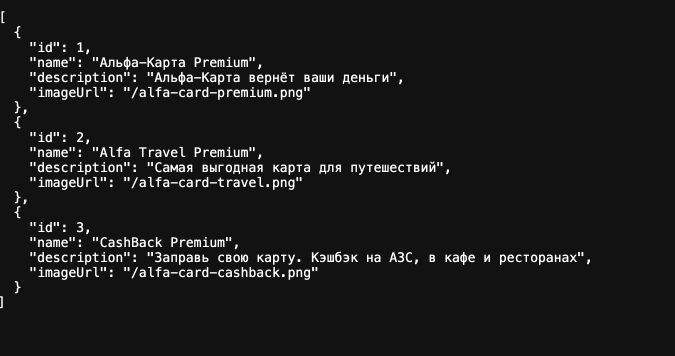 [
  {
    "id": 1,
    "name": "Альфа-Карта Premium",
    "description": "Альфа-Карта вернёт ваши деньги",
    "imageUrl": "/alfa-card-premium.png"
  },
  {
    "id": 2,
    "name": "Alfa Travel Premium",
    "description": "Самая выгодная карта для путешествий",
    "imageUrl": "/alfa-card-travel.png"
  },
  {
    "id": 3,
    "name": "CashBack Premium",
    "description": "Заправь свою карту. Кэшбэк на АЗС, в кафе и ресторанах",
    "imageUrl": "/alfa-card-cashback.png"
  }
]